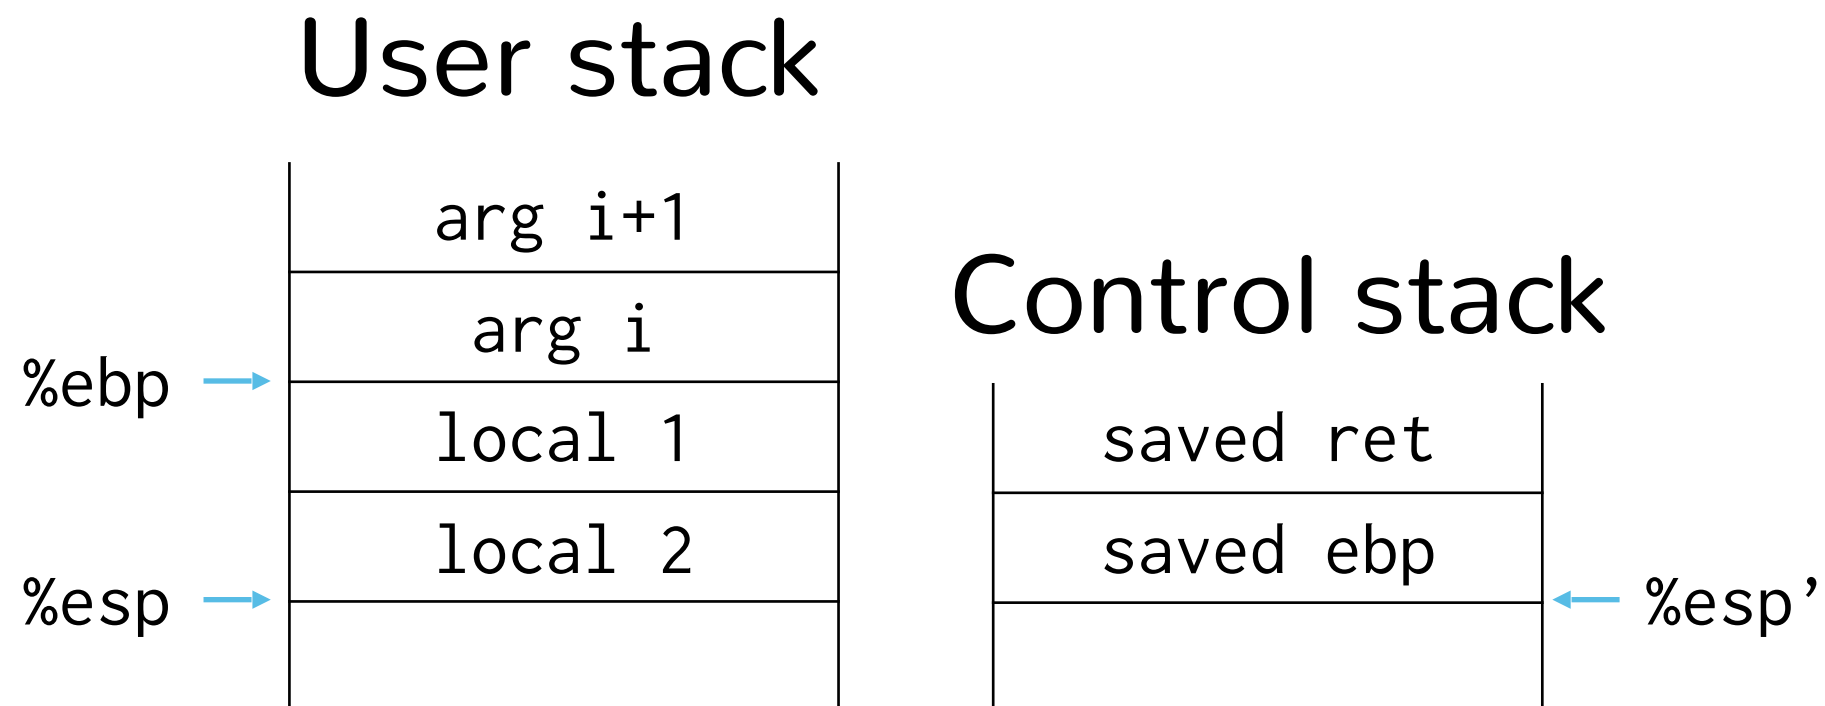 User stack
arg i+1
arg i
%ebp
local 1
local 2
%esp
Control stack
saved ret
saved ebp
%esp’